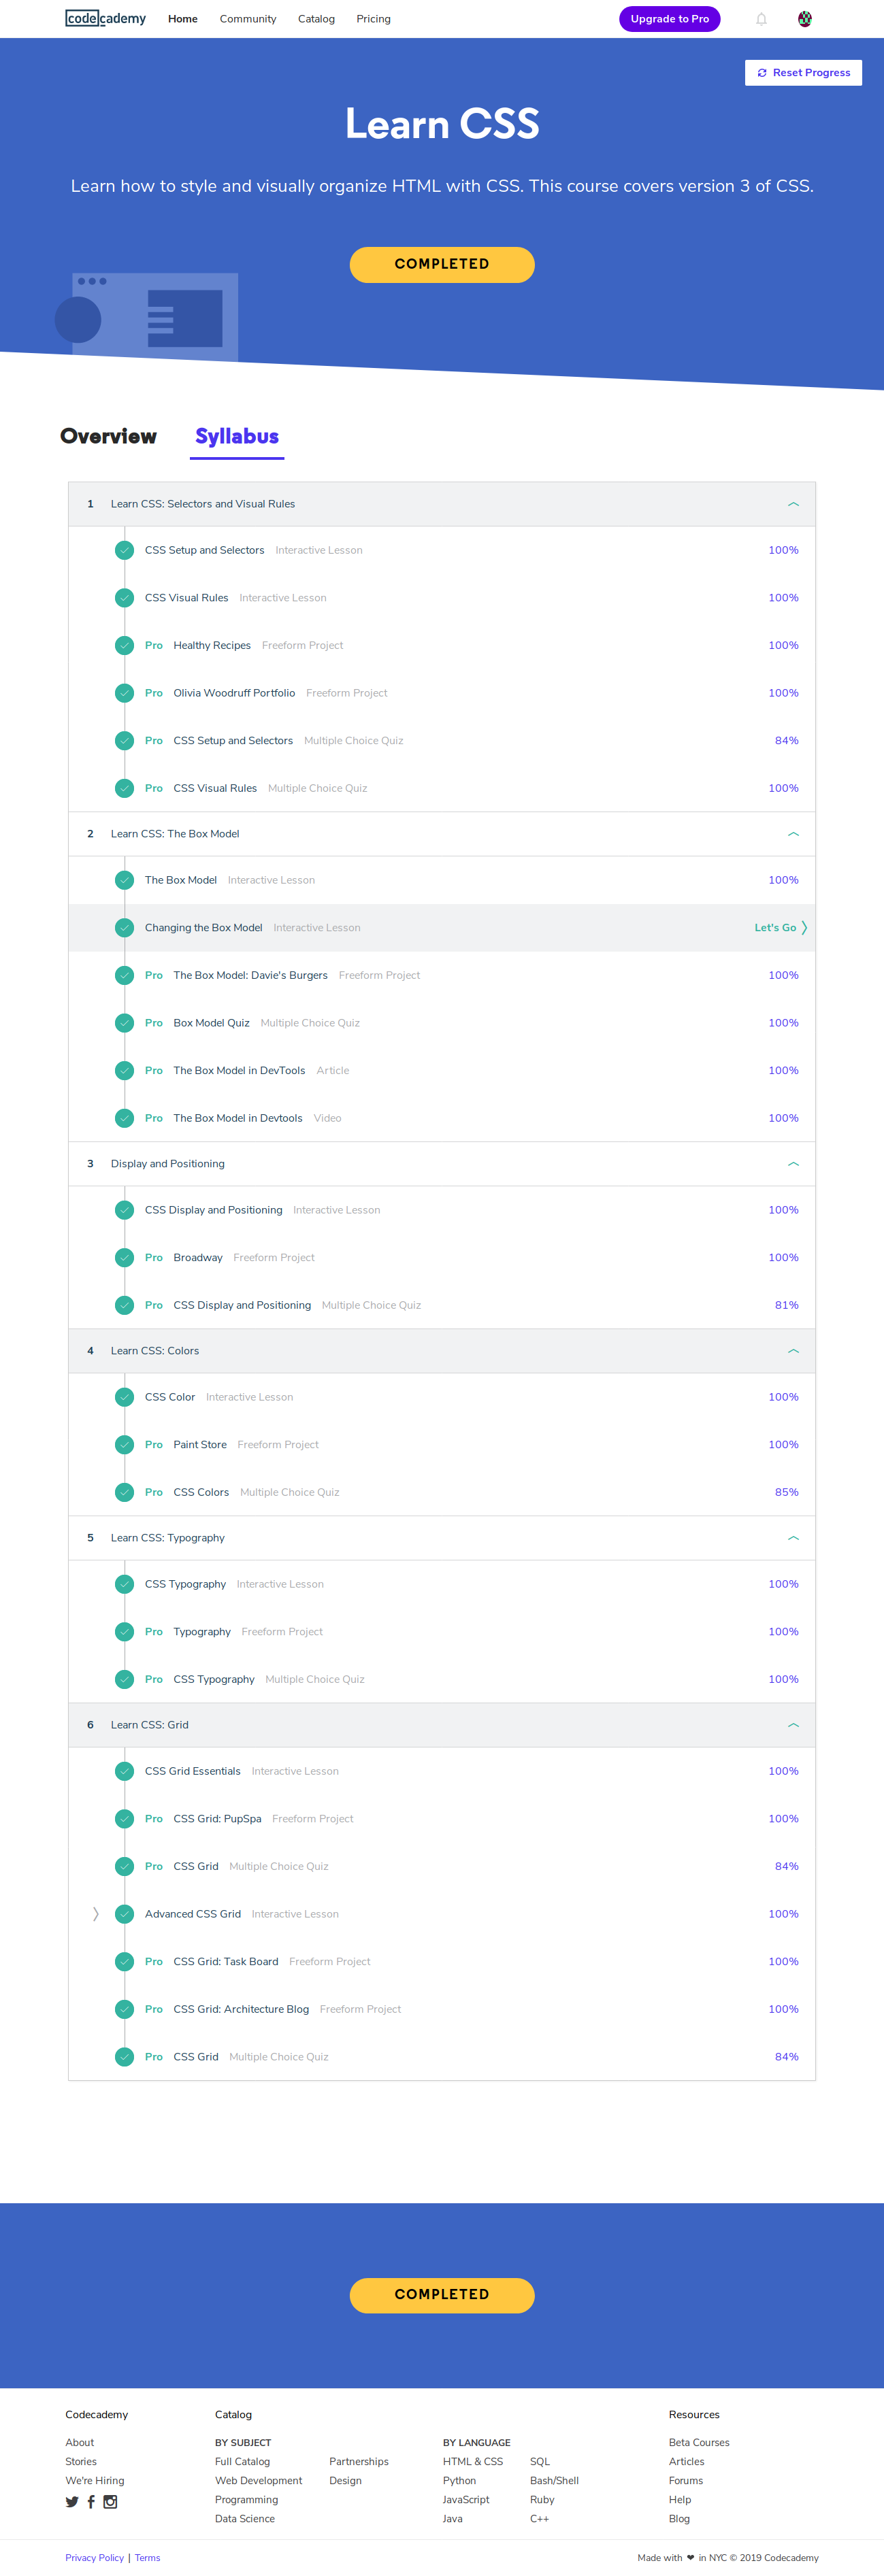 codecademy Home Community Catalog Pricing Upgrade to Pro
Reset Progress
Learn CSS
Learn how to style and visually organize HTML with CSS. This course covers version 3 of CSS.
COMPLETED
Overview Syllabus
1 Learn CSS: Selectors and Visual Rules
CSS Setup and Selectors Interactive Lesson 100%
CSS Visual Rules Interactive Lesson 100%
Pro Healthy Recipes Freeform Project 100%
Pro Olivia Woodruff Portfolio Freeform Project 100%
Pro CSS Setup and Selectors Multiple Choice Quiz 84%
Pro CSS Visual Rules Multiple Choice Quiz 100%
2 Learn CSS: The Box Model
The Box Model Interactive Lesson 100%
Changing the Box Model Interactive Lesson Let's Go
Pro The Box Model: Davie's Burgers Freeform Project 100%
Pro Box Model Quiz Multiple Choice Quiz 100%
Pro The Box Model in DevTools Article 100%
Pro The Box Model in Devtools Video 100%
3 Display and Positioning
CSS Display and Positioning Interactive Lesson 100%
Pro Broadway Freeform Project 100%
Pro CSS Display and Positioning Multiple Choice Quiz 81%
4 Learn CSS: Colors
CSS Color Interactive Lesson 100%
Pro Paint Store Freeform Project 100%
Pro CSS Colors Multiple Choice Quiz 85%
5 Learn CSS: Typography
CSS Typography Interactive Lesson 100%
Pro Typography Freeform Project 100%
Pro CSS Typography Multiple Choice Quiz 100%
6 Learn CSS: Grid
CSS Grid Essentials Interactive Lesson 100%
Pro CSS Grid: PupSpa Freeform Project 100%
Pro CSS Grid Multiple Choice Quiz 84%
Advanced CSS Grid Interactive Lesson 100%
Pro CSS Grid: Task Board Freeform Project 100%
Pro CSS Grid: Architecture Blog Freeform Project 100%
Pro CSS Grid Multiple Choice Quiz 84%
COMPLETED
Codecademy Catalog Resources
About BY SUBJECT BY LANGUAGE Beta Courses
Stories Full Catalog Partnerships HTML & CSS SQL Articles
We're Hiring Web Development Design Python Bash/Shell Forums
Programming JavaScript Ruby Help
Data Science Java C++ Blog
Privacy Policy | Terms Made with ❤ in NYC © 2019 Codecademy